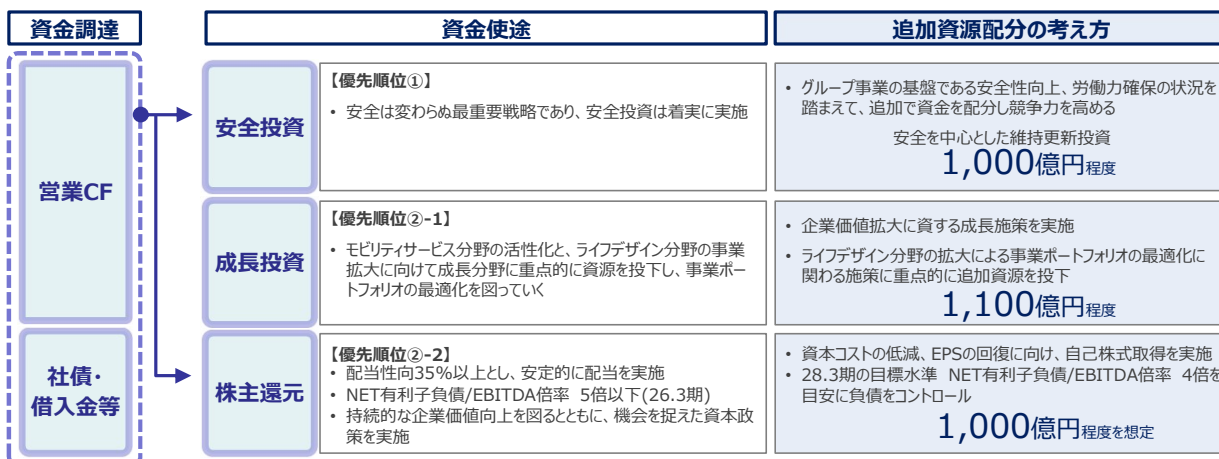 資金調達
資金使途
追加資源配分の考え方
営業CF
社債・
借入金等
安全投資
【優先順位①】
• 安全は変わらぬ最重要戦略であり、安全投資は着実に実施
• グループ事業の基盤である安全性向上、労働力確保の状況を
踏まえて、追加で資金を配分し競争力を高める
安全を中心とした維持更新投資
1,000億円程度
成長投資
【優先順位②-1】
• モビリティサービス分野の活性化と、ライフデザイン分野の事業
拡大に向けて成長分野に重点的に資源を投下し、事業ポー
トフォリオの最適化を図っていく
• 企業価値拡大に資する成長施策を実施
• ライフデザイン分野の拡大による事業ポートフォリオの最適化に
関わる施策に重点的に追加資源を投下
1,100億円程度
株主還元
【優先順位②-2】
• 配当性向35%以上とし、安定的に配当を実施
• NET有利子負債/EBITDA倍率 5倍以下(26.3期)
• 持続的な企業価値向上を図るとともに、機会を捉えた資本政
策を実施
• 資本コストの低減、EPSの回復に向け、自己株式取得を実施
• 28.3期の目標水準 NET有利子負債/EBITDA倍率 4倍を
目安に負債をコントロール
1,000億円程度を想定